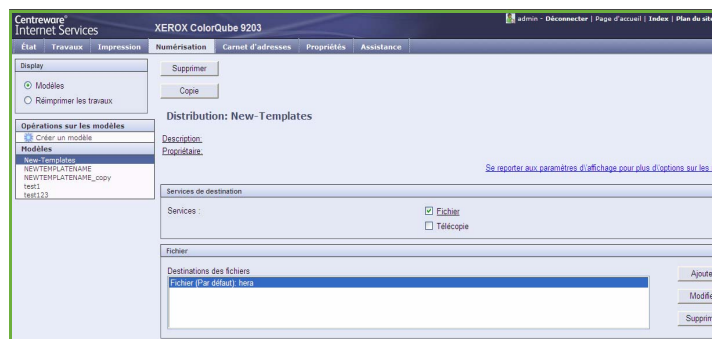 Centreware®
Internet Services
XEROX ColorQube 9203
admin - Déconnecter | Page d'accueil | Index | Plan du site
État Travaux Impression Numérisation Carnet d'adresses Propriétés Assistance
Display
Modèles
Réimprimer les travaux
Opérations sur les modèles
Créer un modèle
Modèles
New-Templates
NEWTEMPLATENAME
NEWTEMPLATENAME_copy
test1
test123
Supprimer
Copie
Distribution: New-Templates
Description:
Propriétaire:
Se reporter aux paramètres d\'affichage pour plus d\'options sur les
Services de destination
Services :
Fichier
Télécopie
Fichier
Destinations des fichiers
Fichier (Par défaut): hera
Ajoute
Modifie
Supprim